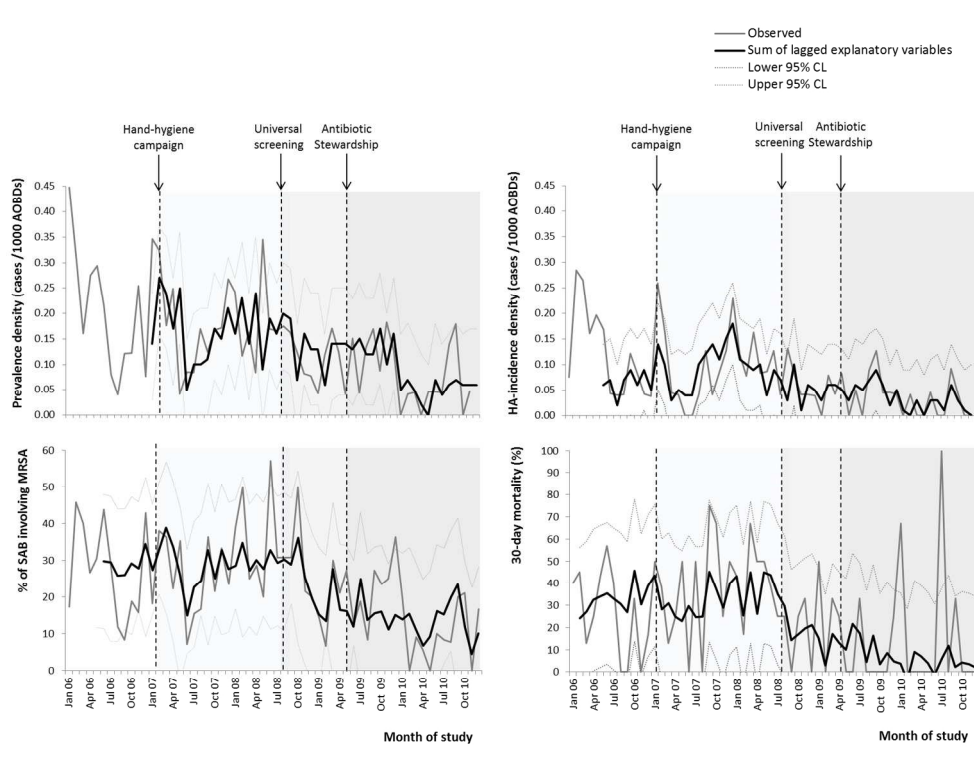 Observed
Sum of lagged explanatory variables
Lower 95% CL
Upper 95% CL
Hand-hygiene
campaign
Universal
screening
Antibiotic
Stewardship
Prevalence density (cases /1000 AOBDs)
0.45
0.40
0.35
0.30
0.25
0.20
0.15
0.10
0.05
0.00
Hand-hygiene
campaign
Universal
screening
Antibiotic
Stewardship
HA-incidence density (cases /1000 AOBDs)
0.45
0.40
0.35
0.30
0.25
0.20
0.15
0.10
0.05
0.00
% of SAB involving MRSA
60
50
40
30
20
10
0
Jan 06
Apr 06
Jul 06
Oct 06
Jan 07
Apr 07
Jul 07
Oct 07
Jan 08
Apr 08
Jul 08
Oct 08
Jan 09
Apr 09
Jul 09
Oct 09
Jan 10
Apr 10
Jul 10
Oct 10
Month of study
30-day mortality (%)
100
90
80
70
60
50
40
30
20
10
0
Jan 06
Apr 06
Jul 06
Oct 06
Jan 07
Apr 07
Jul 07
Oct 07
Jan 08
Apr 08
Jul 08
Oct 08
Jan 09
Apr 09
Jul 09
Oct 09
Jan 10
Apr 10
Jul 10
Oct 10
Month of study